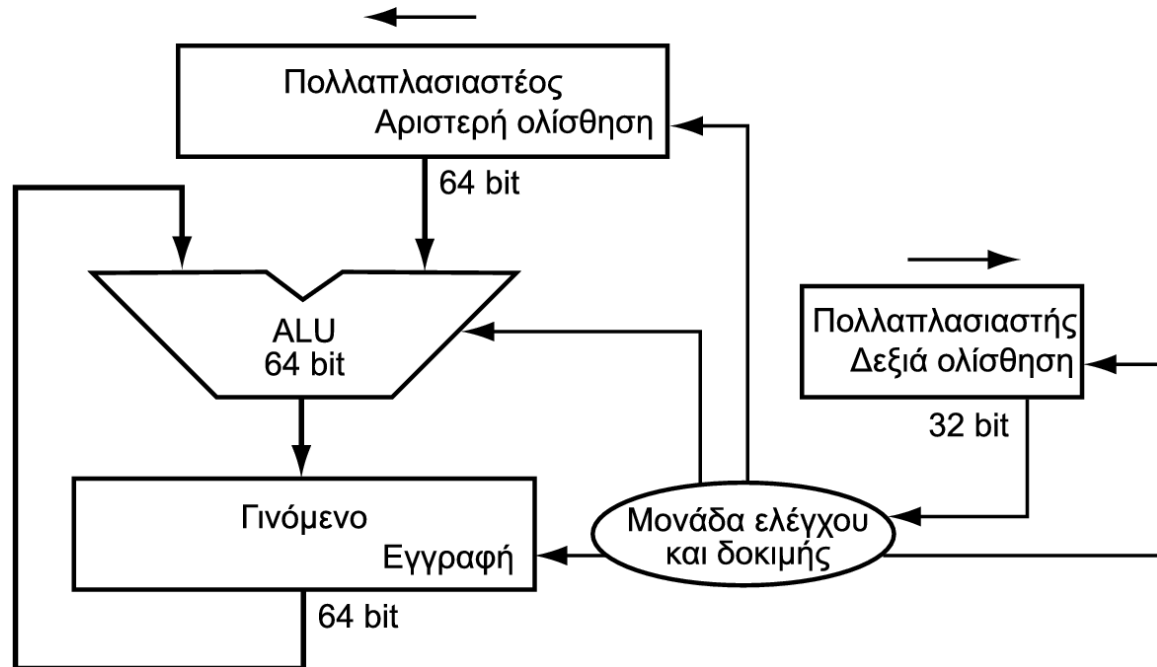 Πολλαπλασιαστέος
Αριστερή ολίσθηση
64 bit
ALU
64 bit
Πολλαπλασιαστής
Δεξιά ολίσθηση
32 bit
Γινόμενο
Εγγραφή
64 bit
Μονάδα ελέγχου
και δοκιμής